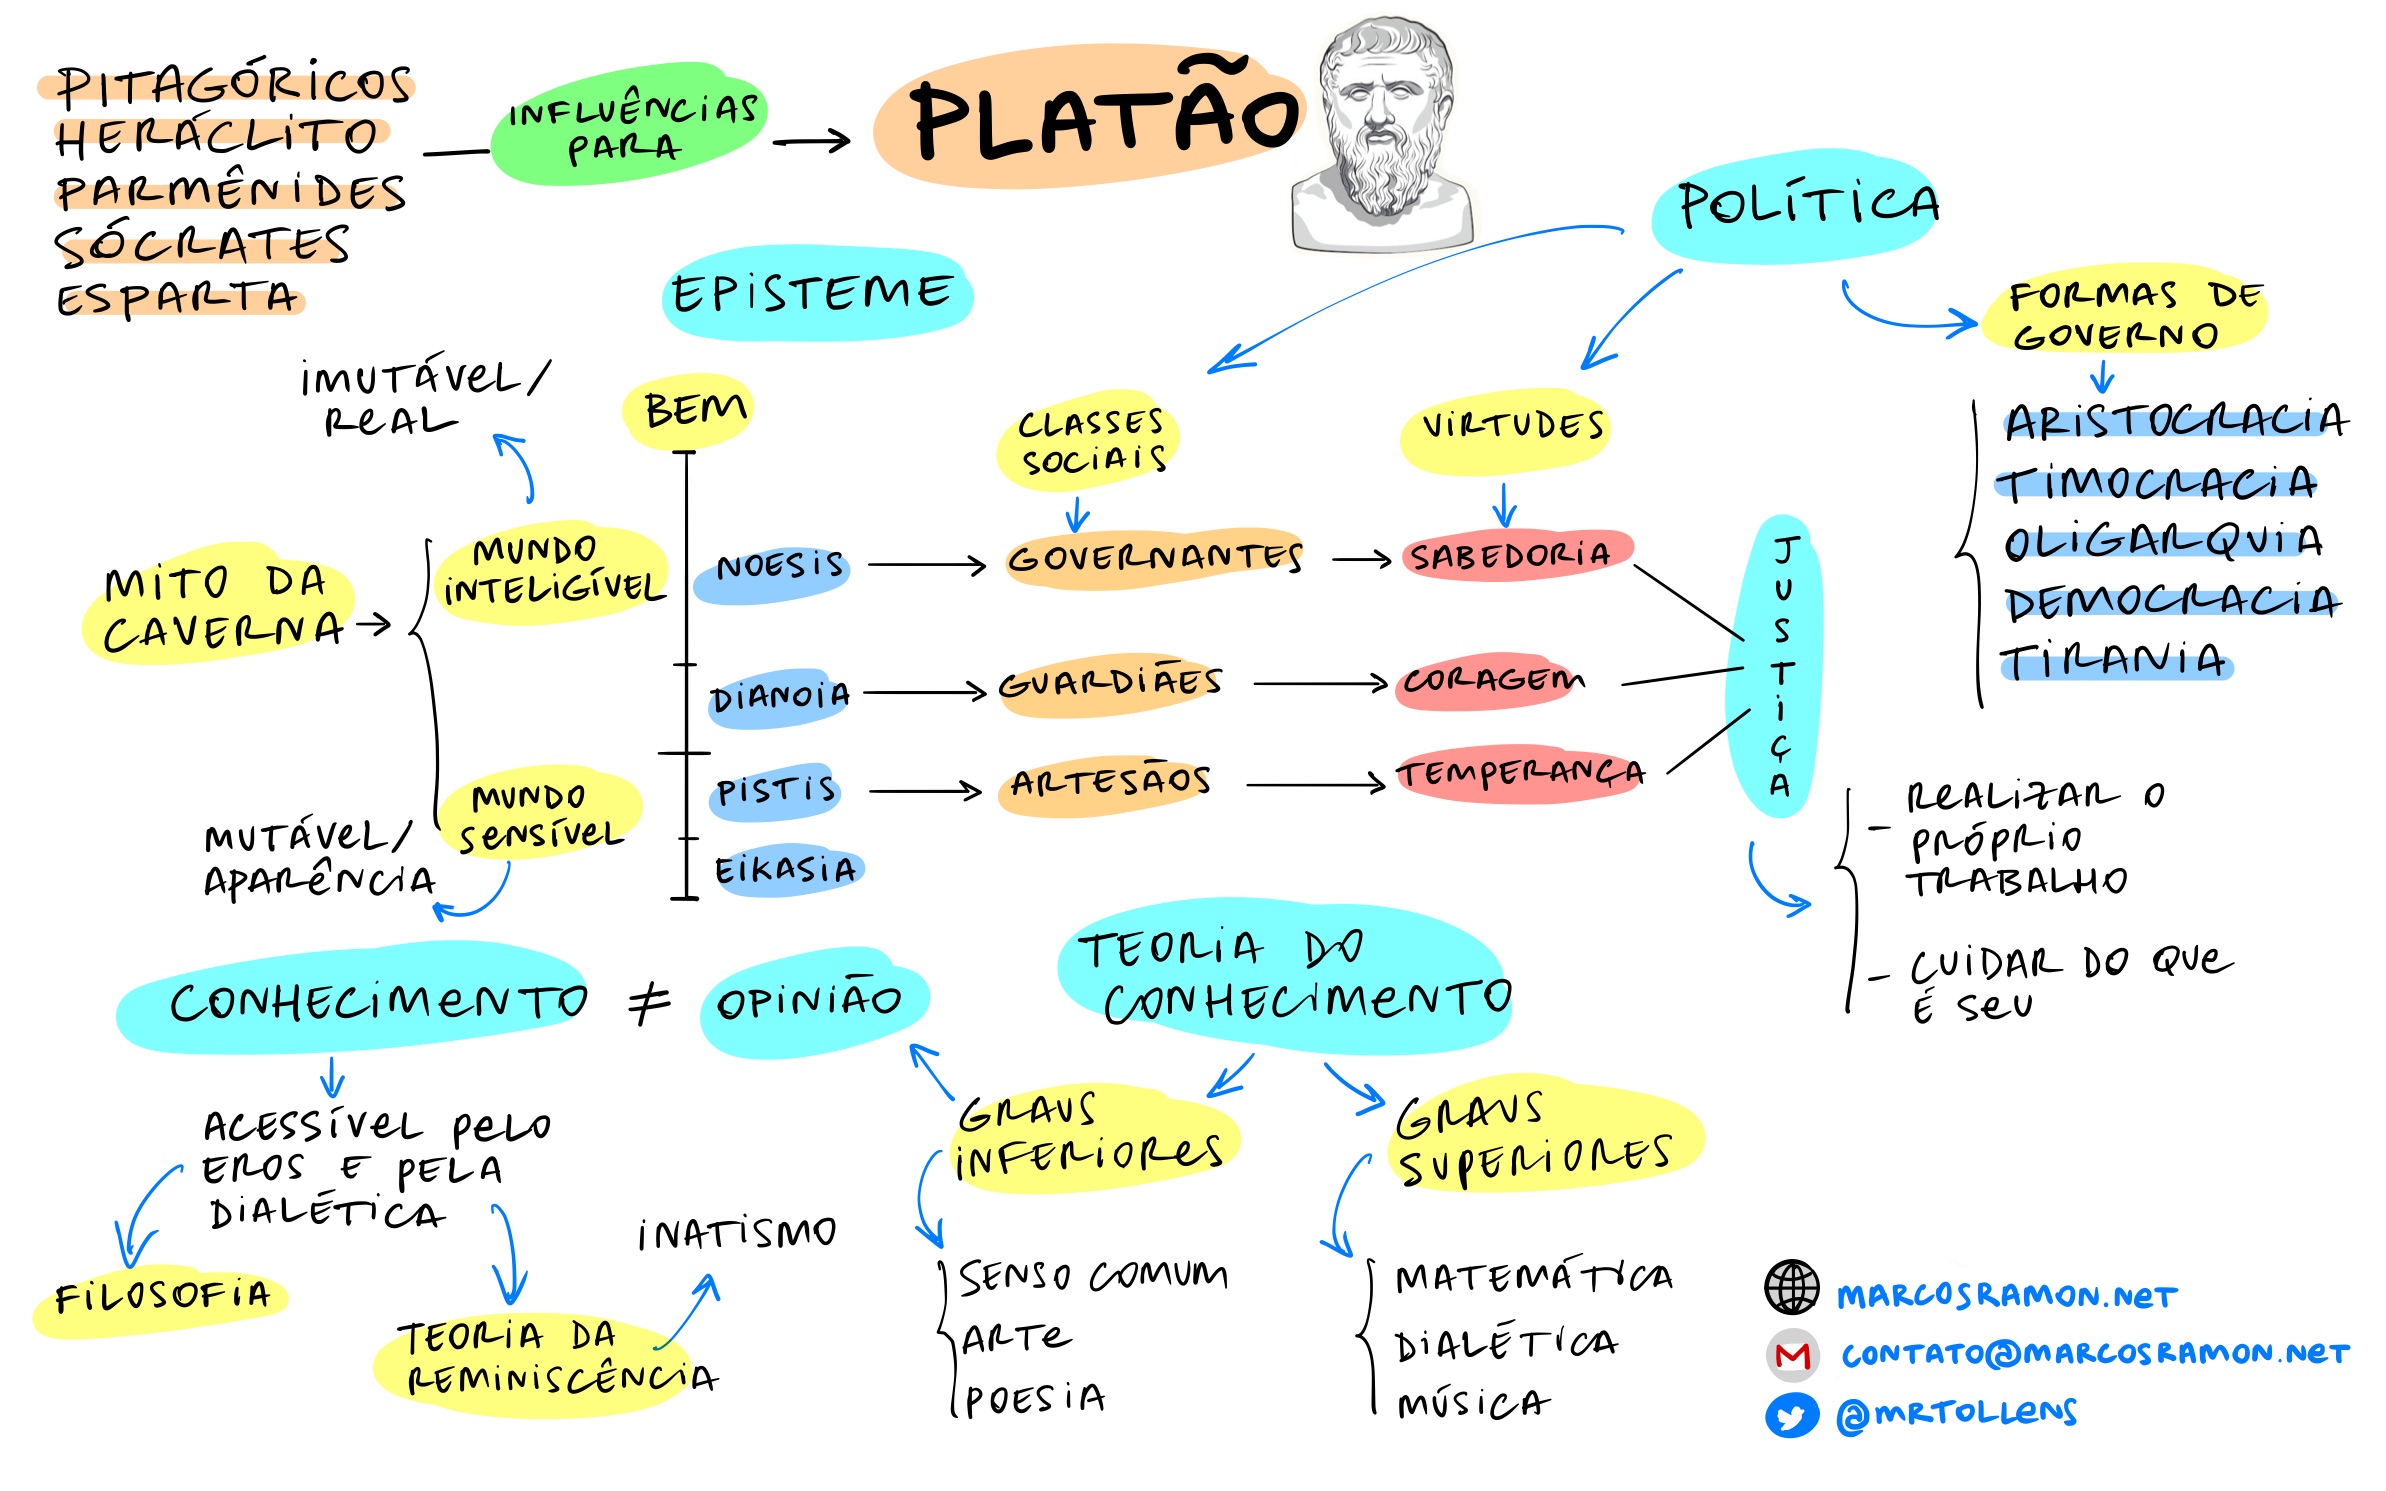 PITAGÓRICOS
HERÁCLITO
PARMÊNIDES
SÓCRATES
ESPARTA
INFLUÊNCIAS
PARA
PLATÃO
EPISTEME
POLÍTICA
FORMAS DE
GOVERNO
ARISTOCRACIA
TIMOCRACIA
OLIGARQUIA
DEMOCRACIA
TIRANIA
IMUTÁVEL/
REAL
BEM
CLASSES
SOCIAIS
VIRTUDES
MITO DA
CAVERNA
MUNDO
INTELIGÍVEL
NOESIS
GOVERNANTES
SABEDORIA
DIANOIA
GUARDIÃES
CORAGEM
MUNDO
SENSÍVEL
PISTIS
ARTESÃOS
TEMPERANÇA
EIKASIA
JUSTIÇA
MUTÁVEL/
APARÊNCIA
- REALIZAR O
PRÓPRIO
TRABALHO
- CUIDAR DO QUE
É SEU
CONHECIMENTO ≠ OPINIÃO
TEORIA DO
CONHECIMENTO
ACESSÍVEL PELO
EROS E PELA
DIALÉTICA
FILOSOFIA
TEORIA DA
REMINISCÊNCIA
INATISMO
GRAUS
INFERIORES
SENSO COMUM
ARTE
POESIA
GRAUS
SUPERIORES
MATEMÁTICA
DIALÉTICA
MÚSICA
MARCOSRAMON.NET
CONTATO@MARCOSRAMON.NET
@MRTOLLENS